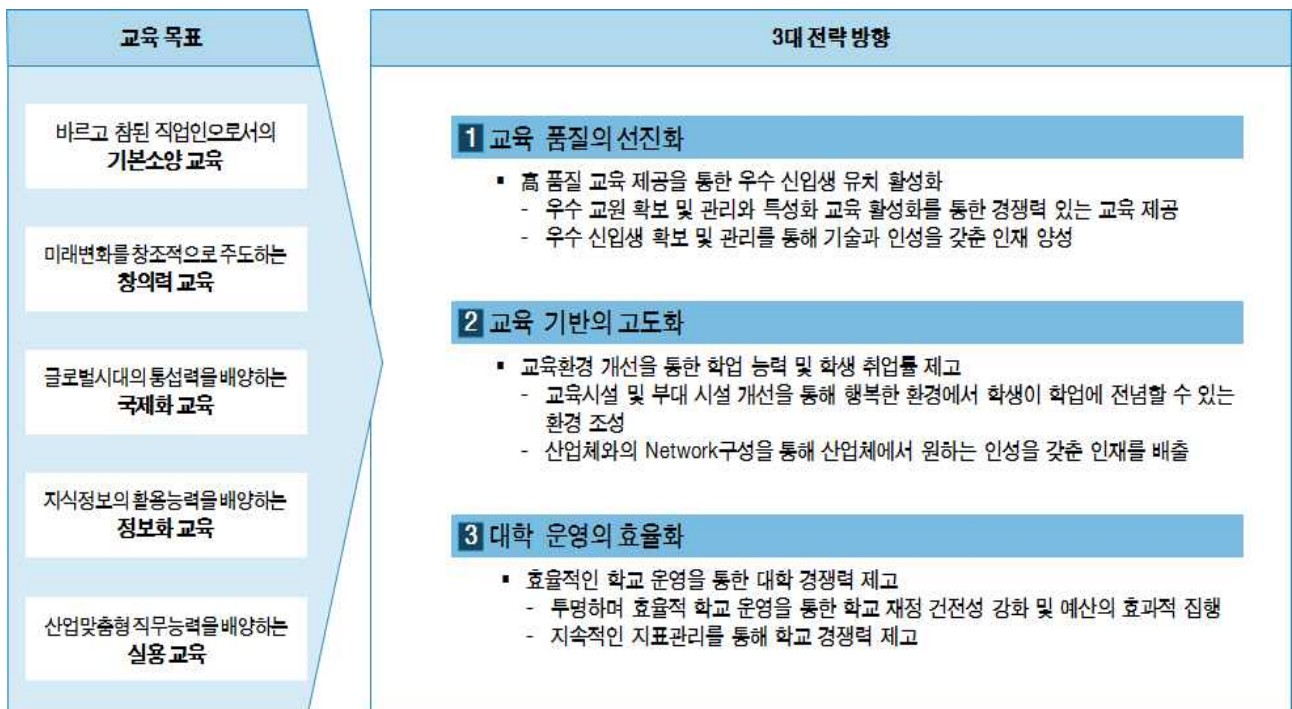 교육 목표
바르고 참된 직업인으로서의
기본소양 교육
미래변화를 창조적으로 주도하는
창의력 교육
글로벌시대의 통섭력을 배양하는
국제화 교육
지식정보의 활용능력을 배양하는
정보화 교육
산업맞춤형 직무능력을 배양하는
실용 교육
3대 전략 방향
1 교육 품질의 선진화
▪ 高 품질 교육 제공을 통한 우수 신입생 유치 활성화
- 우수 교원 확보 및 관리와 특성화 교육 활성화를 통한 경쟁력 있는 교육 제공
- 우수 신입생 확보 및 관리를 통해 기술과 인성을 갖춘 인재 양성
2 교육 기반의 고도화
▪ 교육환경 개선을 통한 학업 능력 및 학생 취업률 제고
- 교육시설 및 부대 시설 개선을 통해 행복한 환경에서 학생이 학업에 전념할 수 있는
환경 조성
- 산업체와의 Network구성을 통해 산업체에서 원하는 인성을 갖춘 인재를 배출
3 대학 운영의 효율화
▪ 효율적인 학교 운영을 통한 대학 경쟁력 제고
- 투명하며 효율적 학교 운영을 통한 학교 재정 건전성 강화 및 예산의 효과적 집행
- 지속적인 지표관리를 통해 학교 경쟁력 제고